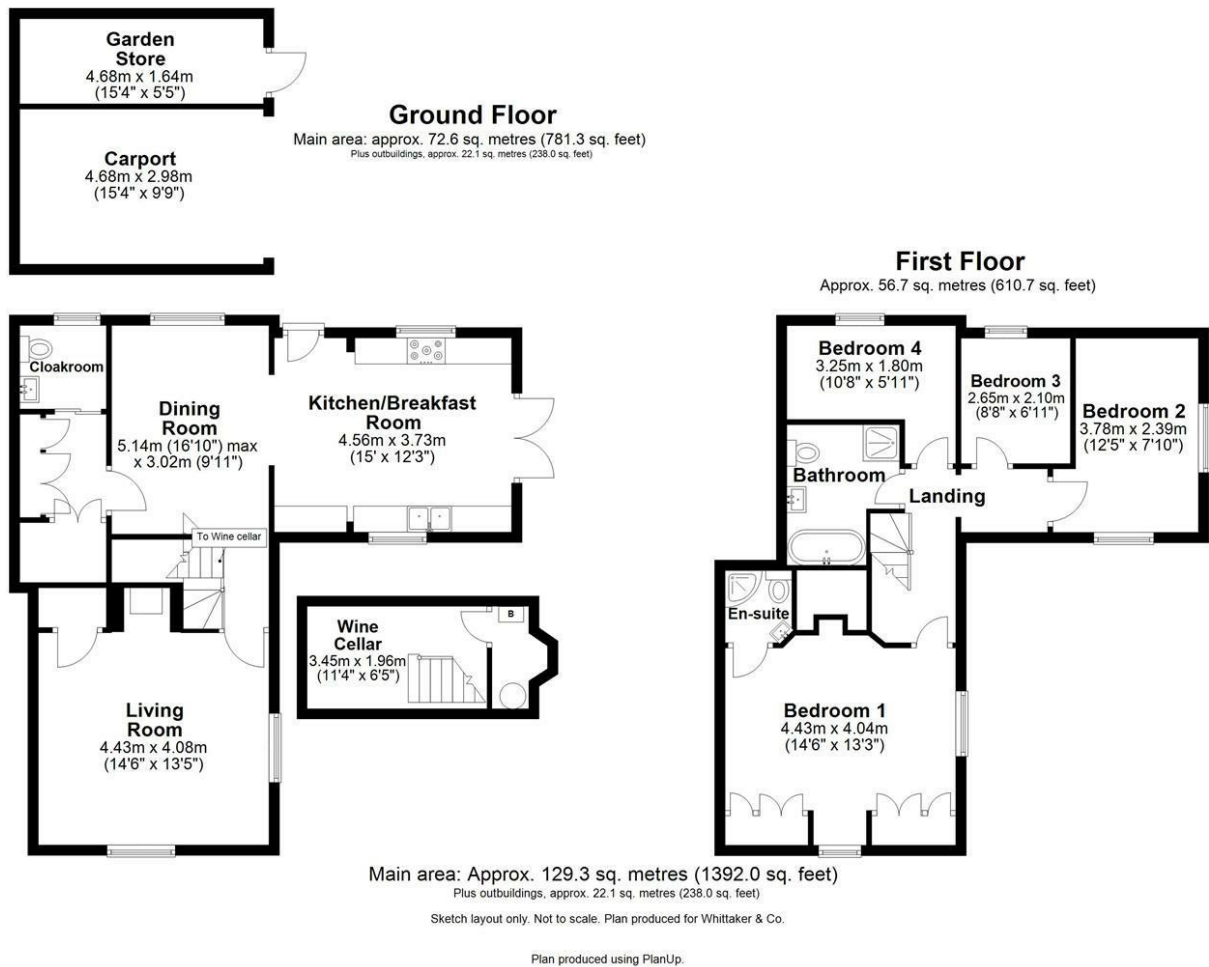 Garden
Store
4.68m x 1.64m
(15'4" x 5'5")
Ground Floor
Main area: approx. 72.6 sq. metres (781.3 sq. feet)
Plus outbuildings, approx. 22.1 sq. metres (238.0 sq. feet)
Carport
4.68m x 2.98m
(15'4" x 9'9")
Cloakroom
Dining
Room
5.14m (16'10") max
x 3.02m (9'11")
Kitchen/Breakfast
Room
4.56m x 3.73m
(15' x 12'3")
To Wine cellar
Living
Room
4.43m x 4.08m
(14'6" x 13'5")
Wine
Cellar
3.45m x 1.96m
(11'4" x 6'5")
B
First Floor
Approx. 56.7 sq. metres (610.7 sq. feet)
Bedroom 4
3.25m x 1.80m
(10'8" x 5'11")
Bedroom 3
2.65m x 2.10m
(8'8" x 6'11")
Bedroom 2
3.78m x 2.39m
(12'5" x 7'10")
Bathroom
Landing
En-suite
Bedroom 1
4.43m x 4.04m
(14'6" x 13'3")
Main area: Approx. 129.3 sq. metres (1392.0 sq. feet)
Plus outbuildings, approx. 22.1 sq. metres (238.0 sq. feet)
Sketch layout only. Not to scale. Plan produced for Whittaker & Co.
Plan produced using PlanUp.